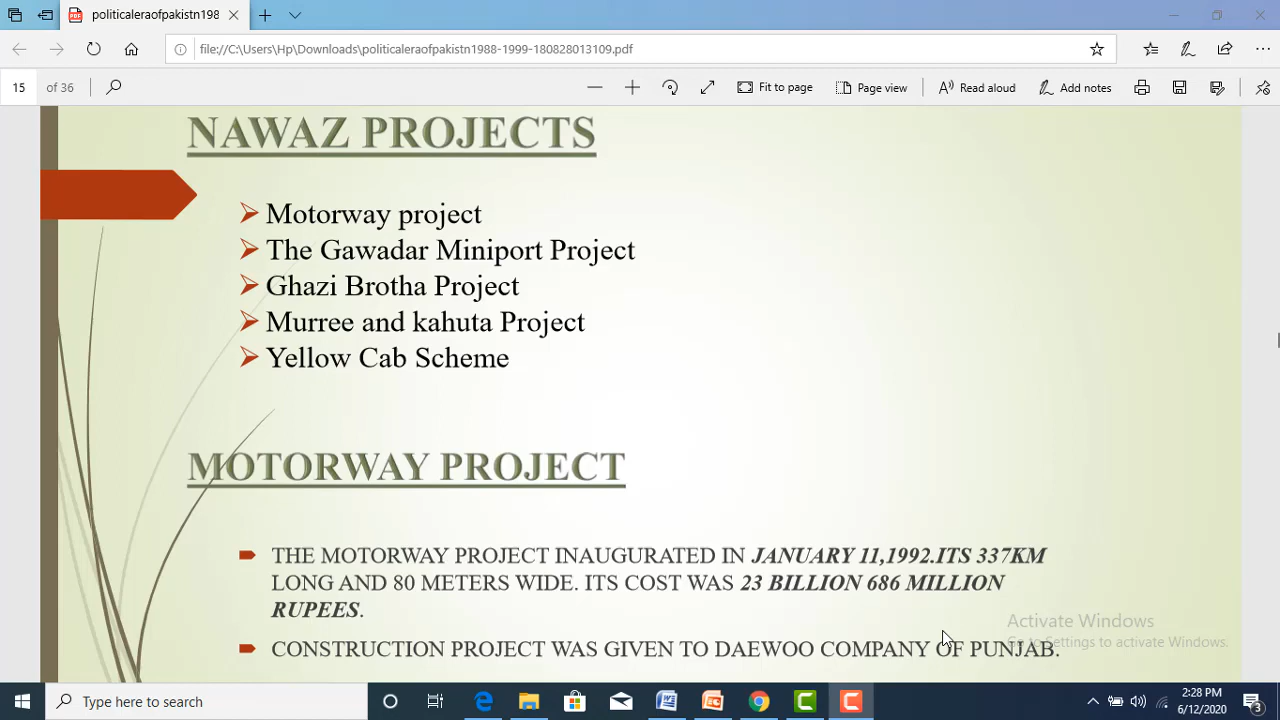 politicaleraofpakistn198
file://C:\Users\Hp\Downloads\politicaleraofpakistn1988-1999-180828013109.pdf
15 of 36
Fit to page
Page view
Read aloud
Add notes
NAWAZ PROJECTS
Motorway project
The Gawadar Miniport Project
Ghazi Brotha Project
Murree and kahuta Project
Yellow Cab Scheme
MOTORWAY PROJECT
THE MOTORWAY PROJECT INAUGURATED IN JANUARY 11,1992.ITS 337KM
LONG AND 80 METERS WIDE. ITS COST WAS 23 BILLION 686 MILLION
RUPEES.
CONSTRUCTION PROJECT WAS GIVEN TO DAEWOO COMPANY OF PUNJAB.
Activate Windows
Go to Settings to activate Windows.
Type here to search
2:28 PM
6/12/2020
3